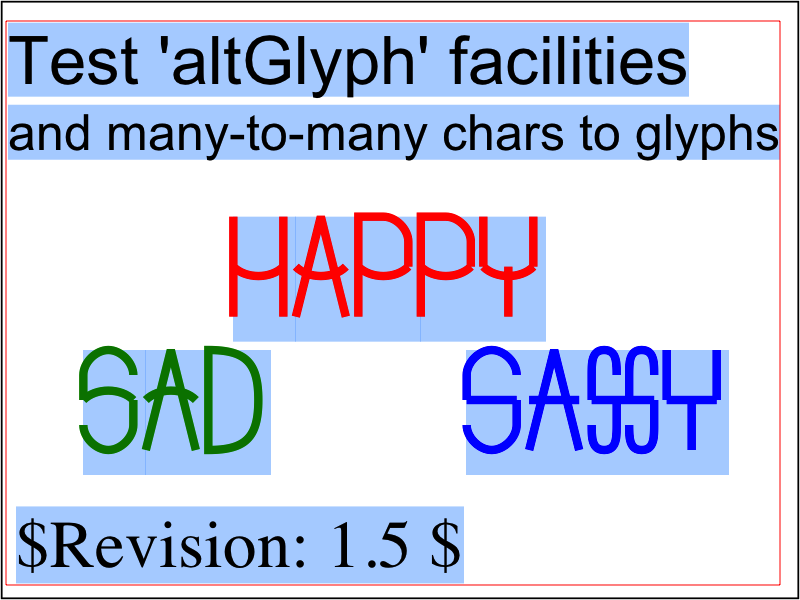 Test 'altGlyph' facilities
and many-to-many chars to glyphs
HAPPY
SAD SASSY
$Revision: 1.5 $